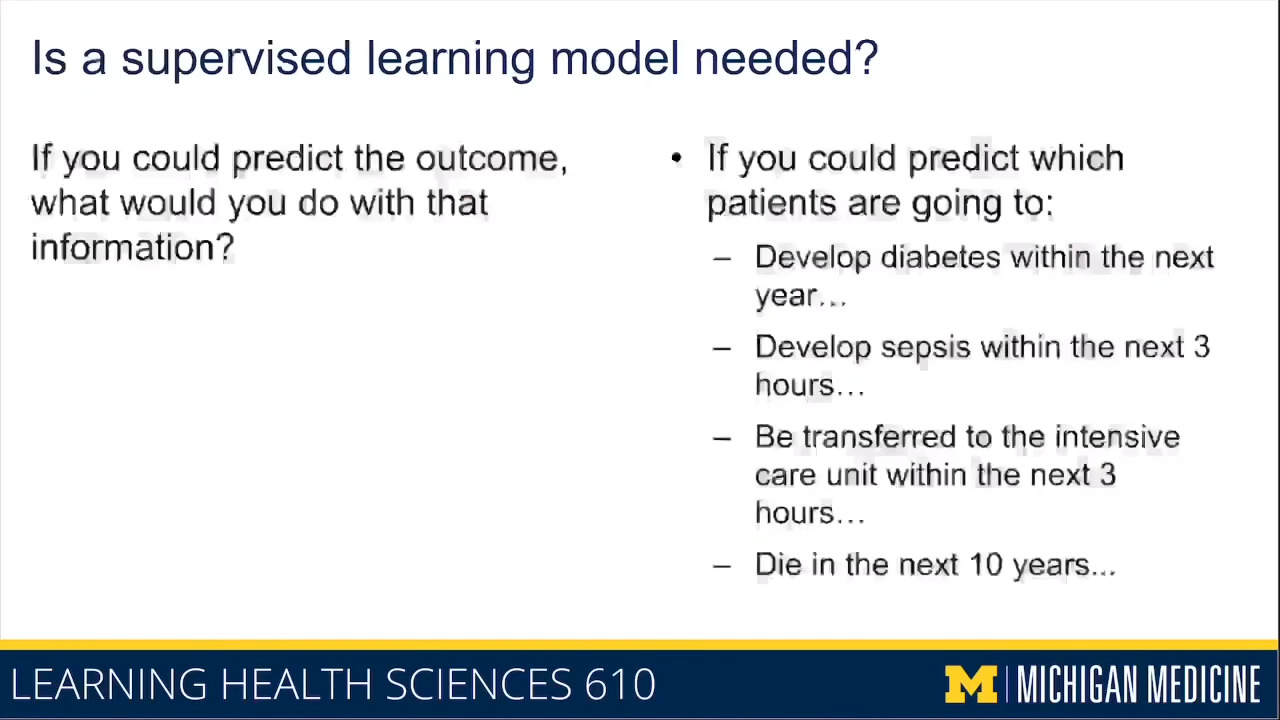 Is a supervised learning model needed?
If you could predict the outcome,
what would you do with that
information?
• If you could predict which
patients are going to:
– Develop diabetes within the next
year…
– Develop sepsis within the next 3
hours…
– Be transferred to the intensive
care unit within the next 3
hours…
– Die in the next 10 years...
LEARNING HEALTH SCIENCES 610
M | MICHIGAN MEDICINE